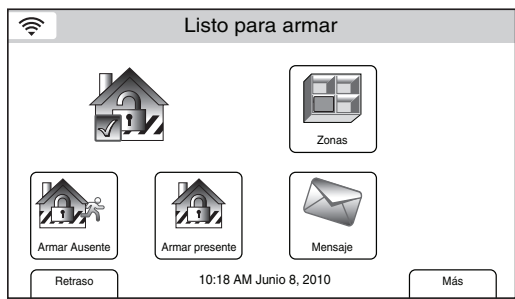 Listo para armar
Zonas
Armar Ausente
Armar presente
Mensaje
Retraso
10:18 AM Junio 8, 2010
Más